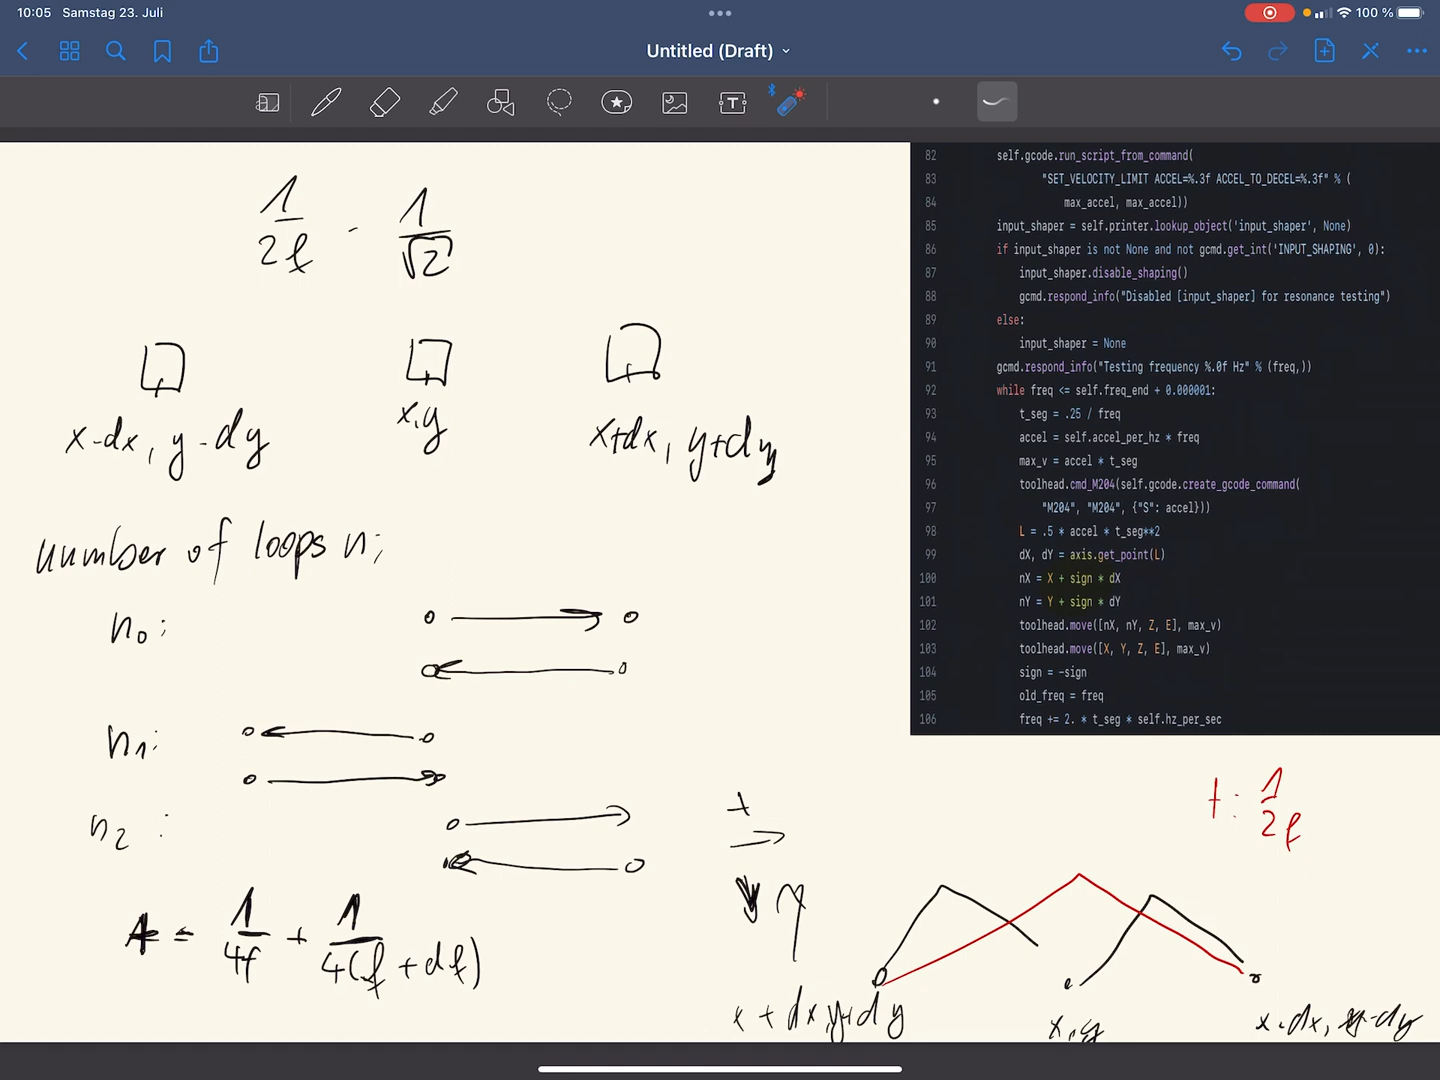 10:05 Samstag 23. Juli
100 %
Untitled (Draft)
1/2f - 1/√2
x-dx, y-dy
x,y
x+dx, y+dy
number of loops n;
n0:
n1:
n2 :
= 1/4f + 1/4(f+df)
82 self.gcode.run_script_from_command(
83 "SET_VELOCITY_LIMIT ACCEL=%.3f ACCEL_TO_DECEL=%.3f" % (
84 max_accel, max_accel))
85 input_shaper = self.printer.lookup_object('input_shaper', None)
86 if input_shaper is not None and not gcmd.get_int('INPUT_SHAPING', 0):
87 input_shaper.disable_shaping()
88 gcmd.respond_info("Disabled [input_shaper] for resonance testing")
89 else:
90 input_shaper = None
91 gcmd.respond_info("Testing frequency %.0f Hz" % (freq,))
92 while freq <= self.freq_end + 0.000001:
93 t_seg = .25 / freq
94 accel = self.accel_per_hz * freq
95 max_v = accel * t_seg
96 toolhead.cmd_M204(self.gcode.create_gcode_command(
97 "M204", "M204", {"S": accel}))
98 L = .5 * accel * t_seg**2
99 dX, dY = axis.get_point(L)
100 nX = X + sign * dX
101 nY = Y + sign * dY
102 toolhead.move([nX, nY, Z, E], max_v)
103 toolhead.move([X, Y, Z, E], max_v)
104 sign = -sign
105 old_freq = freq
106 freq += 2. * t_seg * self.hz_per_sec
t: 1/2f
x+dx, y+dy
x,y
x-dx, y-dy